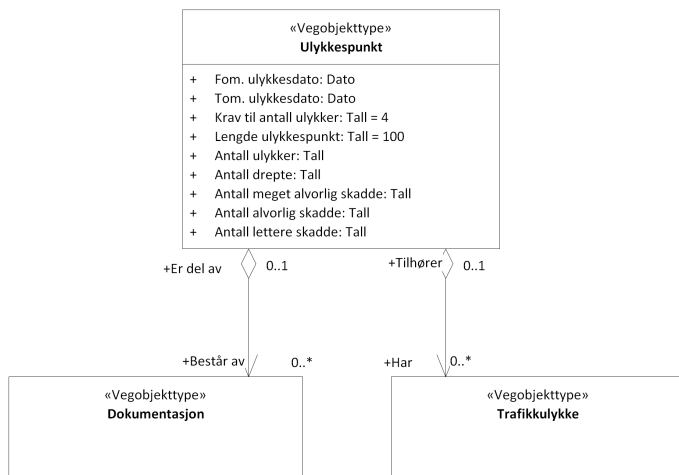 «Vegobjekttype»
Ulykkespunkt
+ Fom. ulykkesdato: Dato
+ Tom. ulykkesdato: Dato
+ Krav til antall ulykker: Tall = 4
+ Lengde ulykkespunkt: Tall = 100
+ Antall ulykker: Tall
+ Antall drepte: Tall
+ Antall meget alvorlig skadde: Tall
+ Antall alvorlig skadde: Tall
+ Antall lettere skadde: Tall
+Er del av 0..1 +Tilhører 0..1
+Består av 0..* +Har 0..*
«Vegobjekttype» «Vegobjekttype»
Dokumentasjon Trafikkulykke